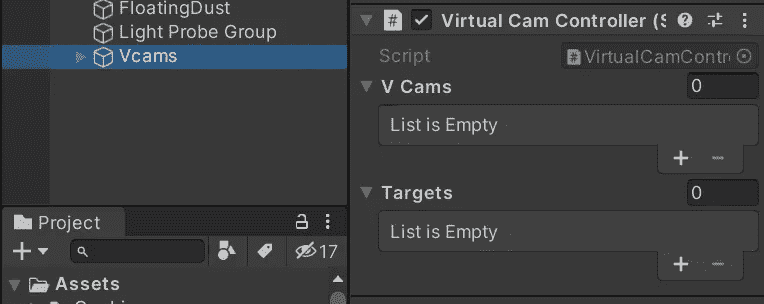 FloatingDust
Light Probe Group
Vcams
Project
17
Assets
# Virtual Cam Controller (S
Script # VirtualCamContr
V Cams 0
List is Empty
+ −
Targets 0
List is Empty
+ −